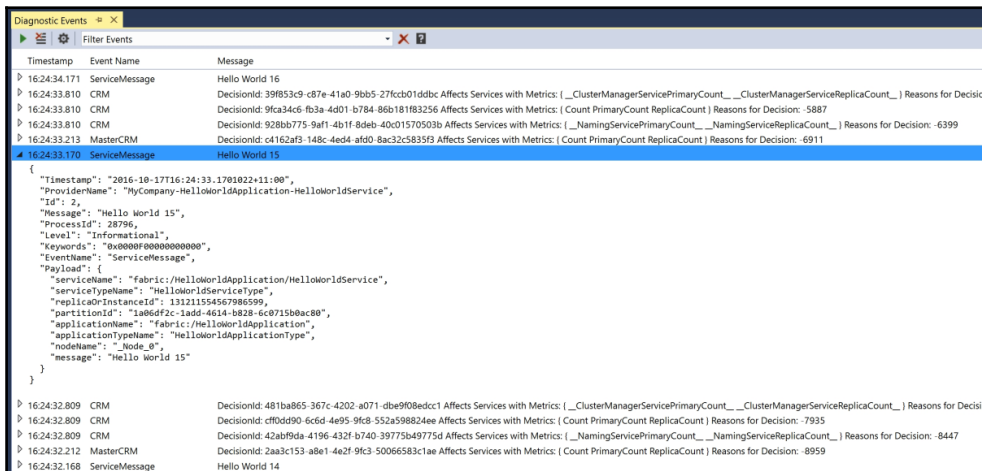 Diagnostic Events
Filter Events
Timestamp Event Name Message
16:24:34.171 ServiceMessage Hello World 16
16:24:33.810 CRM DecisionId: 39f853c9-c87e-41a0-9bb5-27fccb01ddbc Affects Services with Metrics: ( __ClusterManagerServicePrimaryCount__ __ClusterManagerServiceReplicaCount__ ) Reasons for Decisio
16:24:33.810 CRM DecisionId: 9fca34c6-fb3a-4d01-b784-86b181f83256 Affects Services with Metrics: ( Count PrimaryCount ReplicaCount ) Reasons for Decision: -5887
16:24:33.810 CRM DecisionId: 928bb775-9af1-4b1f-8deb-40c01570503b Affects Services with Metrics: ( __NamingServicePrimaryCount__ __NamingServiceReplicaCount__ ) Reasons for Decision: -6399
16:24:33.213 MasterCRM DecisionId: c4162af3-148c-4ed4-afd0-8ac32c5835f3 Affects Services with Metrics: ( Count PrimaryCount ReplicaCount ) Reasons for Decision: -6911
16:24:33.170 ServiceMessage Hello World 15
{
"Timestamp": "2016-10-17T16:24:33.1701022+11:00",
"ProviderName": "MyCompany-HelloWorldApplication-HelloWorldService",
"Id": 2,
"Message": "Hello World 15",
"ProcessId": 28796,
"Level": "Informational",
"Keywords": "0x0000F00000000000",
"EventName": "ServiceMessage",
"Payload": {
"serviceName": "fabric:/HelloWorldApplication/HelloWorldService",
"serviceTypeName": "HelloWorldServiceType",
"replicaOrInstanceId": 131211554567986599,
"partitionId": "1a06df2c-1add-4614-b828-6c0715b0ac80",
"applicationName": "fabric:/HelloWorldApplication",
"applicationTypeName": "HelloWorldApplicationType",
"nodeName": "_Node_0",
"message": "Hello World 15"
}
}
16:24:32.809 CRM DecisionId: 481ba865-367c-4202-a071-dbe9f08edcc1 Affects Services with Metrics: ( __ClusterManagerServicePrimaryCount__ __ClusterManagerServiceReplicaCount__ ) Reasons for Decisi
16:24:32.809 CRM DecisionId: cff0dd90-6c6d-4e95-9fc8-552a598824ee Affects Services with Metrics: ( Count PrimaryCount ReplicaCount ) Reasons for Decision: -7935
16:24:32.809 CRM DecisionId: 42abf9da-4196-432f-b740-39775b49775d Affects Services with Metrics: ( __NamingServicePrimaryCount__ __NamingServiceReplicaCount__ ) Reasons for Decision: -8447
16:24:32.212 MasterCRM DecisionId: 2aa3c153-a8e1-4e2f-9fc3-50066583c1ae Affects Services with Metrics: ( Count PrimaryCount ReplicaCount ) Reasons for Decision: -8959
16:24:32.168 ServiceMessage Hello World 14